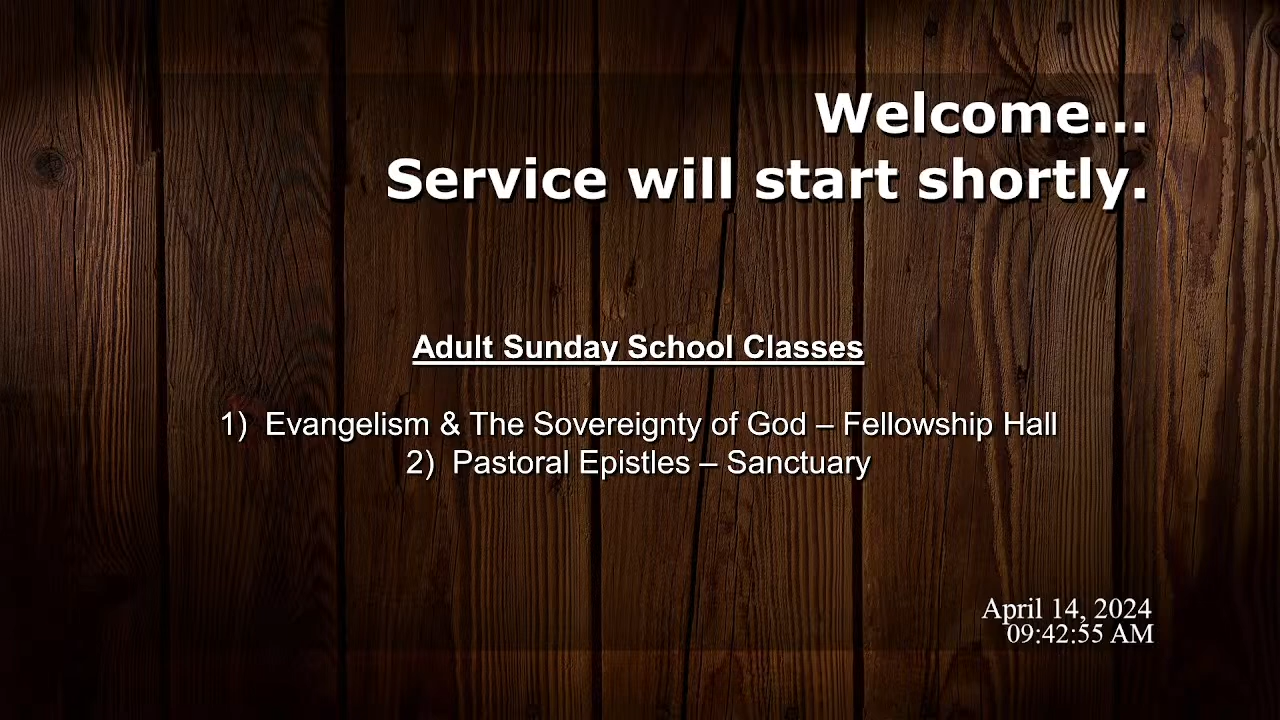 Welcome...
Service will start shortly.
Adult Sunday School Classes
1) Evangelism & The Sovereignty of God – Fellowship Hall
2) Pastoral Epistles – Sanctuary
April 14, 2024
09:42:55 AM